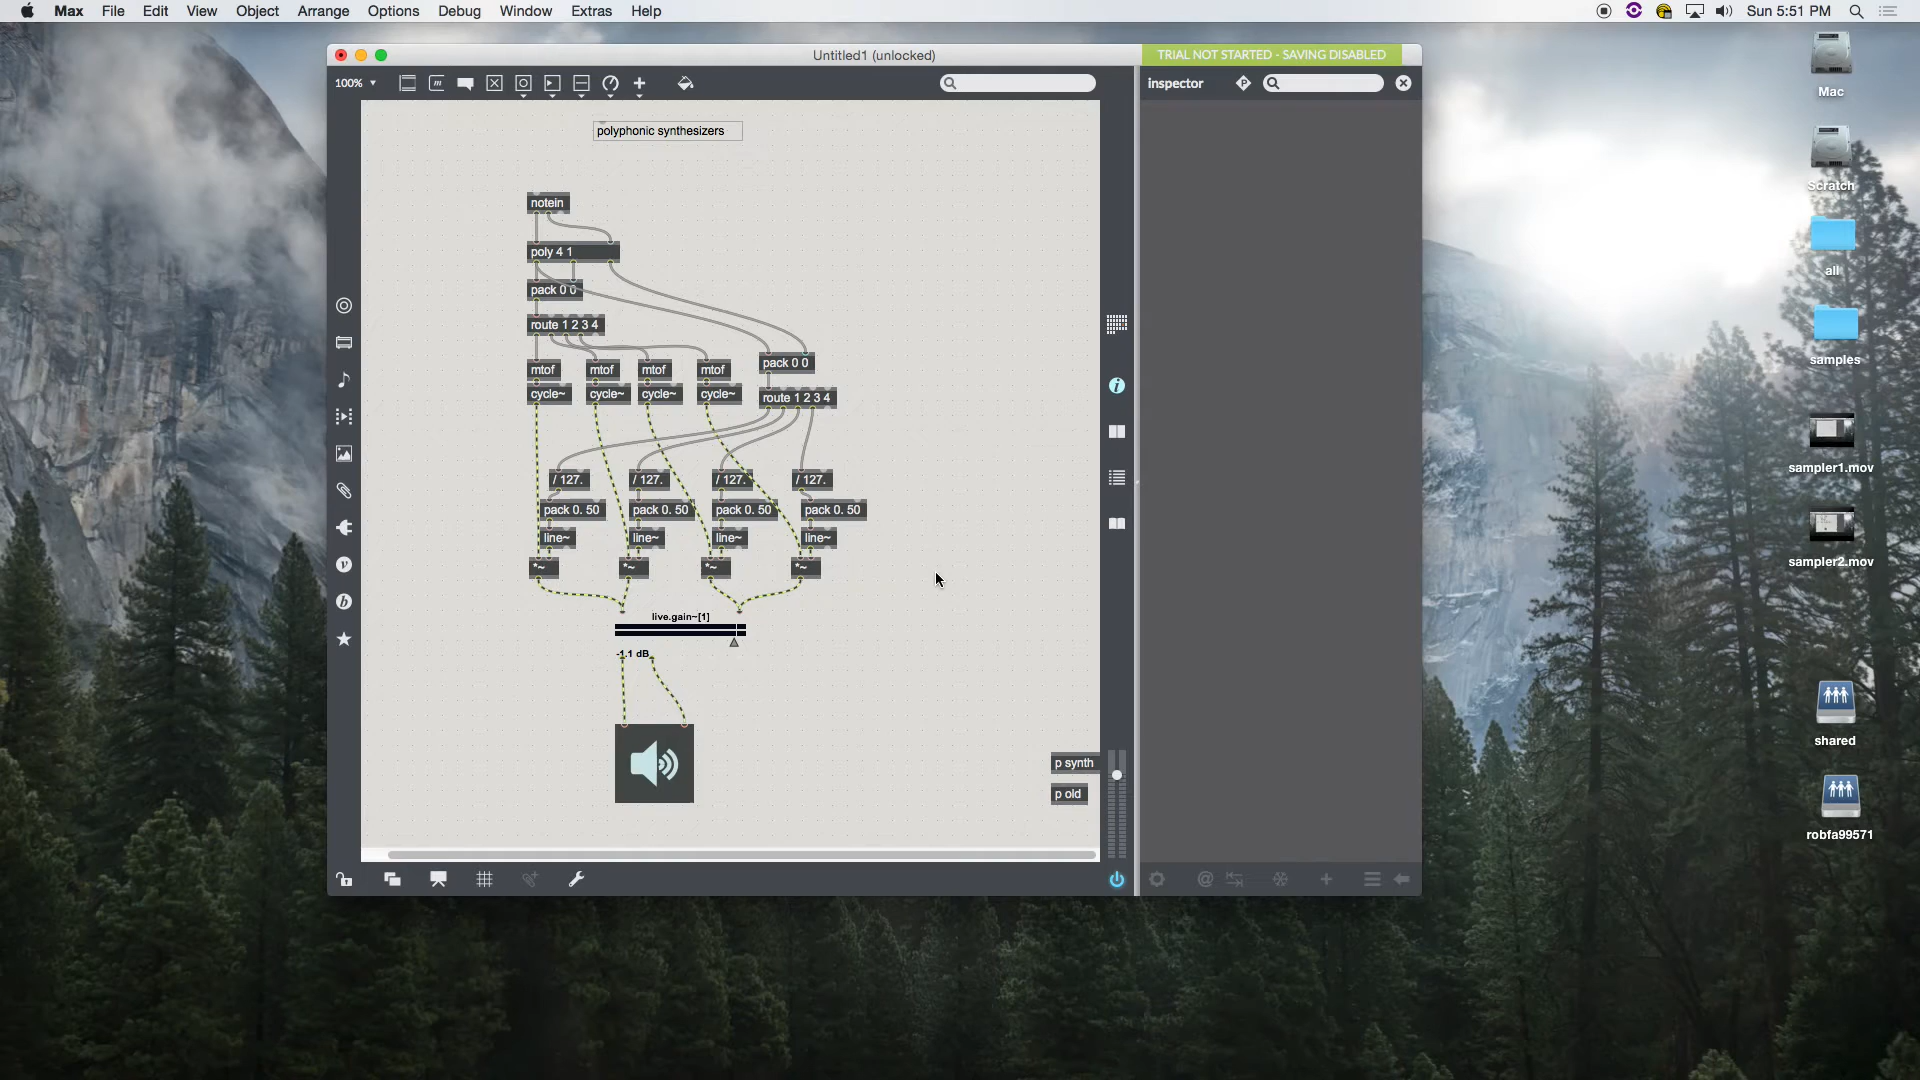 Max File Edit View Object Arrange Options Debug Window Extras Help
Sun 5:51 PM
Untitled1 (unlocked)
TRIAL NOT STARTED - SAVING DISABLED
100%
inspector
polyphonic synthesizers
notein
poly 4 1
pack 0 0
route 1 2 3 4
mtof mtof mtof mtof
pack 0 0
cycle~ cycle~ cycle~ cycle~
route 1 2 3 4
/ 127. / 127. / 127. / 127.
pack 0. 50 pack 0. 50 pack 0. 50 pack 0. 50
line~ line~ line~ line~
*~ *~ *~ *~
live.gain~[1]
-1.1 dB
p synth
p old
Mac
Scratch
all
samples
sampler1.mov
sampler2.mov
shared
robfa99571